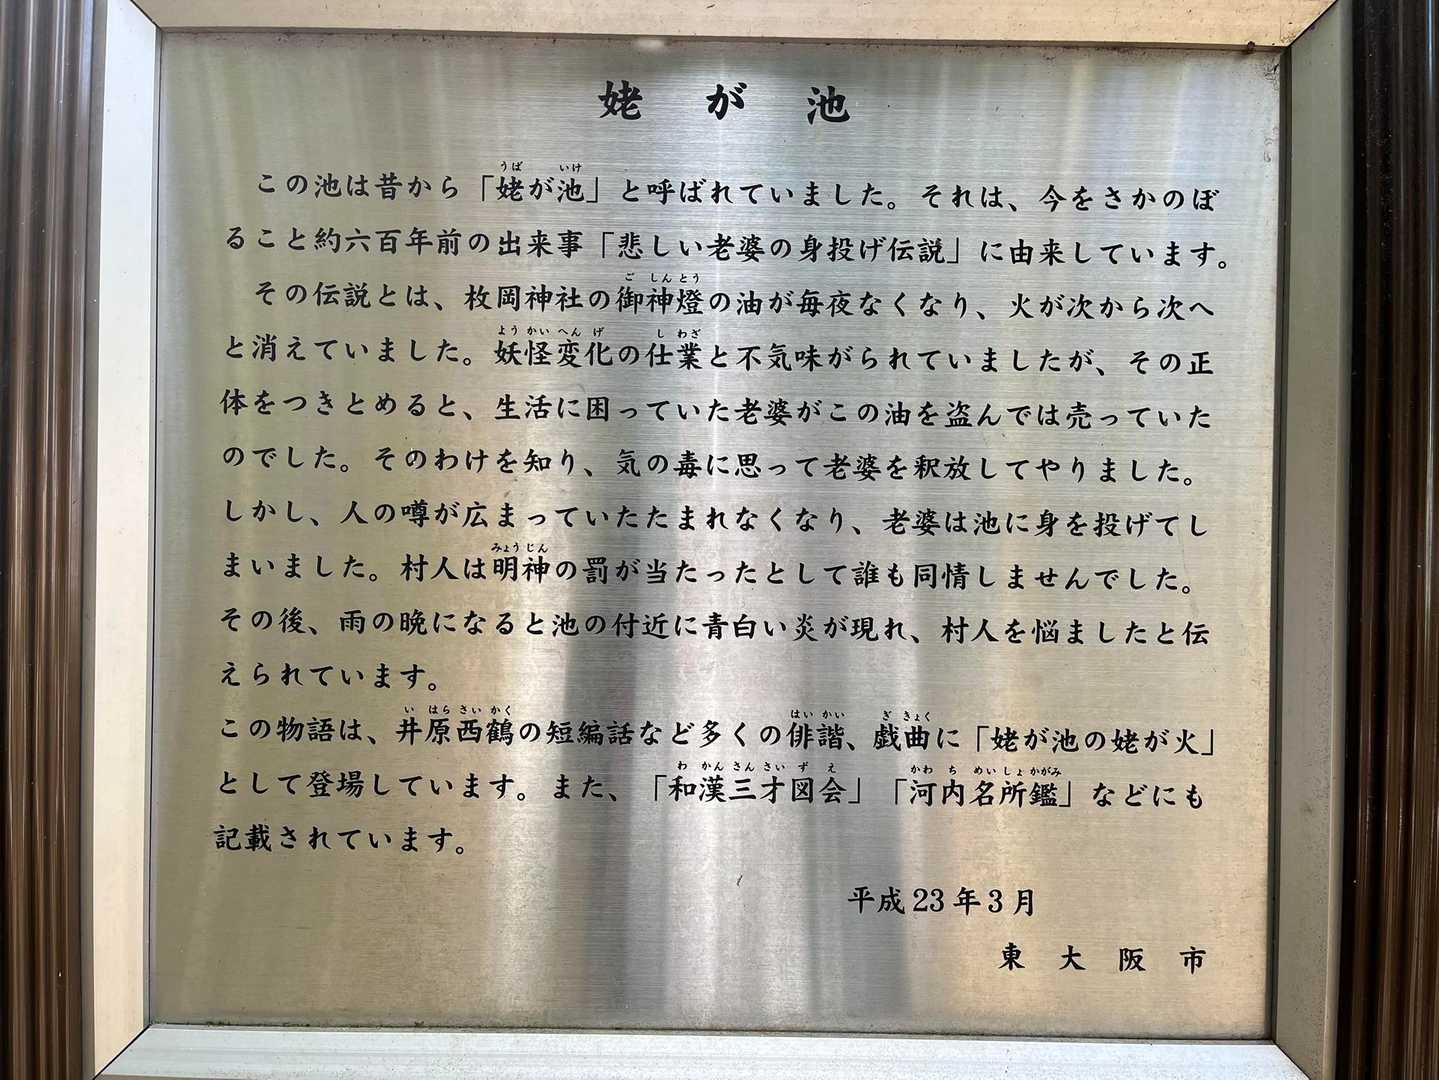 姥が池
この池は昔から「姥が池」と呼ばれていました。それは、今をさかのぼ
ること約六百年前の出来事「悲しい老婆の身投げ伝説」に由来しています。
その伝説とは、枚岡神社の御神燈の油が毎夜なくなり、火が次から次へ
と消えていました。妖怪変化の仕業と不気味がられていましたが、その正
体をつきとめると、生活に困っていた老婆がこの油を盗んでは売っていた
のでした。そのわけを知り、気の毒に思って老婆を釈放してやりました。
しかし、人の噂が広まっていたたまれなくなり、老婆は池に身を投げてし
まいました。村人は明神の罰が当たったとして誰も同情しませんでした。
その後、雨の晩になると池の付近に青白い炎が現れ、村人を悩ましたと伝
えられています。
この物語は、井原西鶴の短編話など多くの俳諧、戯曲に「姥が池の姥が火」
として登場しています。また、「和漢三才図会」「河内名所鑑」などにも
記載されています。
平成23年3月
東大阪市